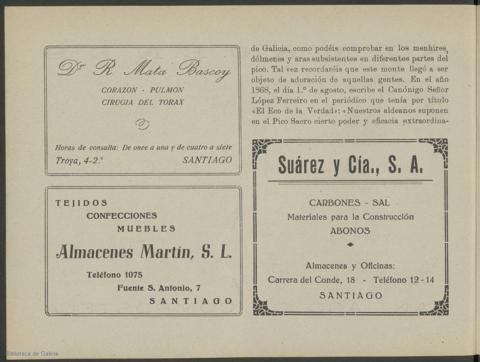 Dr R Mata Bascoy
CORAZON - PULMON
CIRUGIA DEL TORAX
Horas de consulta: De once a una y de cuatro a siete
Troya, 4-2.º SANTIAGO
TEJIDOS
CONFECCIONES
MUEBLES
Almacenes Martín, S. L.
Teléfono 1075
Fuente S. Antonio, 7
SANTIAGO
de Galicia, como podéis comprobar en los menhires,
dólmenes y aras subsistentes en diferentes partes del
pico. Tal vez recordaréis que este monte llegó a ser
objeto de adoración de aquellas gentes. En el año
1868, el día 1.º de agosto, escribe el Canónigo Señor
López Ferreiro en el periódico que tenía por título
«El Eco de la Verdad»: «Nuestros aldeanos suponen
en el Pico Sacro cierto poder y eficacia extraordina-
Suárez y Cía., S. A.
CARBONES - SAL
Materiales para la Construcción
ABONOS
Almacenes y Oficinas:
Carrera del Conde, 18 - Teléfono 12-14
SANTIAGO
Biblioteca de Galicia